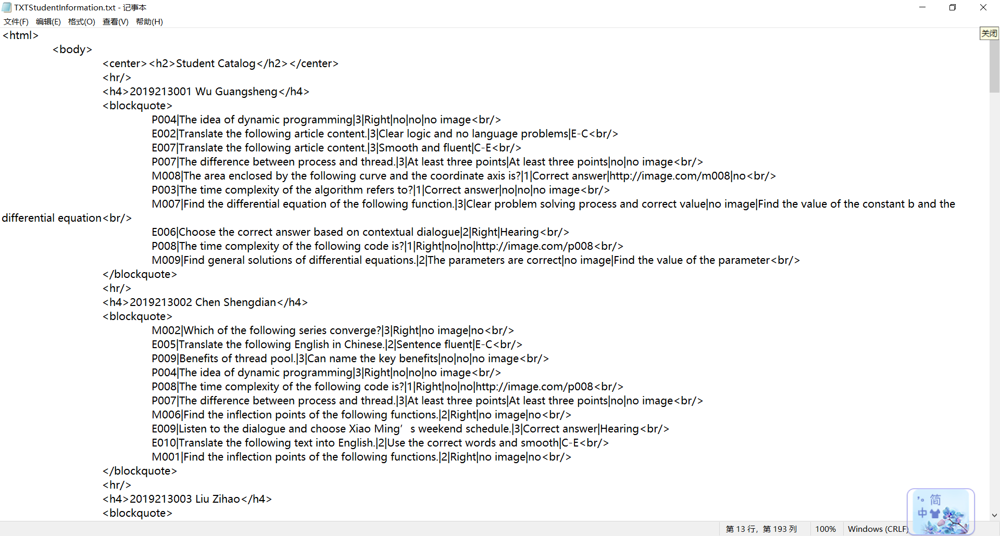 TXTStudentInformation.txt - 记事本
文件(F) 编辑(E) 格式(O) 查看(V) 帮助(H)
关闭
<html>
<body>
<center><h2>Student Catalog</h2></center>
<hr/>
<h4>2019213001 Wu Guangsheng</h4>
<blockquote>
P004|The idea of dynamic programming|3|Right|no|no|no image<br/>
E002|Translate the following article content.|3|Clear logic and no language problems|E-C<br/>
E007|Translate the following article content.|3|Smooth and fluent|C-E<br/>
P007|The difference between process and thread.|3|At least three points|At least three points|no|no image<br/>
M008|The area enclosed by the following curve and the coordinate axis is?|1|Correct answer|http://image.com/m008|no<br/>
P003|The time complexity of the algorithm refers to?|1|Correct answer|no|no|no image<br/>
M007|Find the differential equation of the following function.|3|Clear problem solving process and correct value|no image|Find the value of the constant b and the
differential equation<br/>
E006|Choose the correct answer based on contextual dialogue|2|Right|Hearing<br/>
P008|The time complexity of the following code is?|1|Right|no|no|http://image.com/p008<br/>
M009|Find general solutions of differential equations.|2|The parameters are correct|no image|Find the value of the parameter<br/>
</blockquote>
<hr/>
<h4>2019213002 Chen Shengdian</h4>
<blockquote>
M002|Which of the following series converge?|3|Right|no image|no<br/>
E005|Translate the following English in Chinese.|2|Sentence fluent|E-C<br/>
P009|Benefits of thread pool.|3|Can name the key benefits|no|no|no image<br/>
P004|The idea of dynamic programming|3|Right|no|no|no image<br/>
P008|The time complexity of the following code is?|1|Right|no|no|http://image.com/p008<br/>
P007|The difference between process and thread.|3|At least three points|At least three points|no|no image<br/>
M006|Find the inflection points of the following functions.|2|Right|no image|no<br/>
E009|Listen to the dialogue and choose Xiao Ming’s weekend schedule.|3|Correct answer|Hearing<br/>
E010|Translate the following text into English.|2|Use the correct words and smooth|C-E<br/>
M001|Find the inflection points of the following functions.|2|Right|no image|no<br/>
</blockquote>
<hr/>
<h4>2019213003 Liu Zihao</h4>
<blockquote>
’。简
中
第 13 行，第 193 列 100% Windows (CRLF)